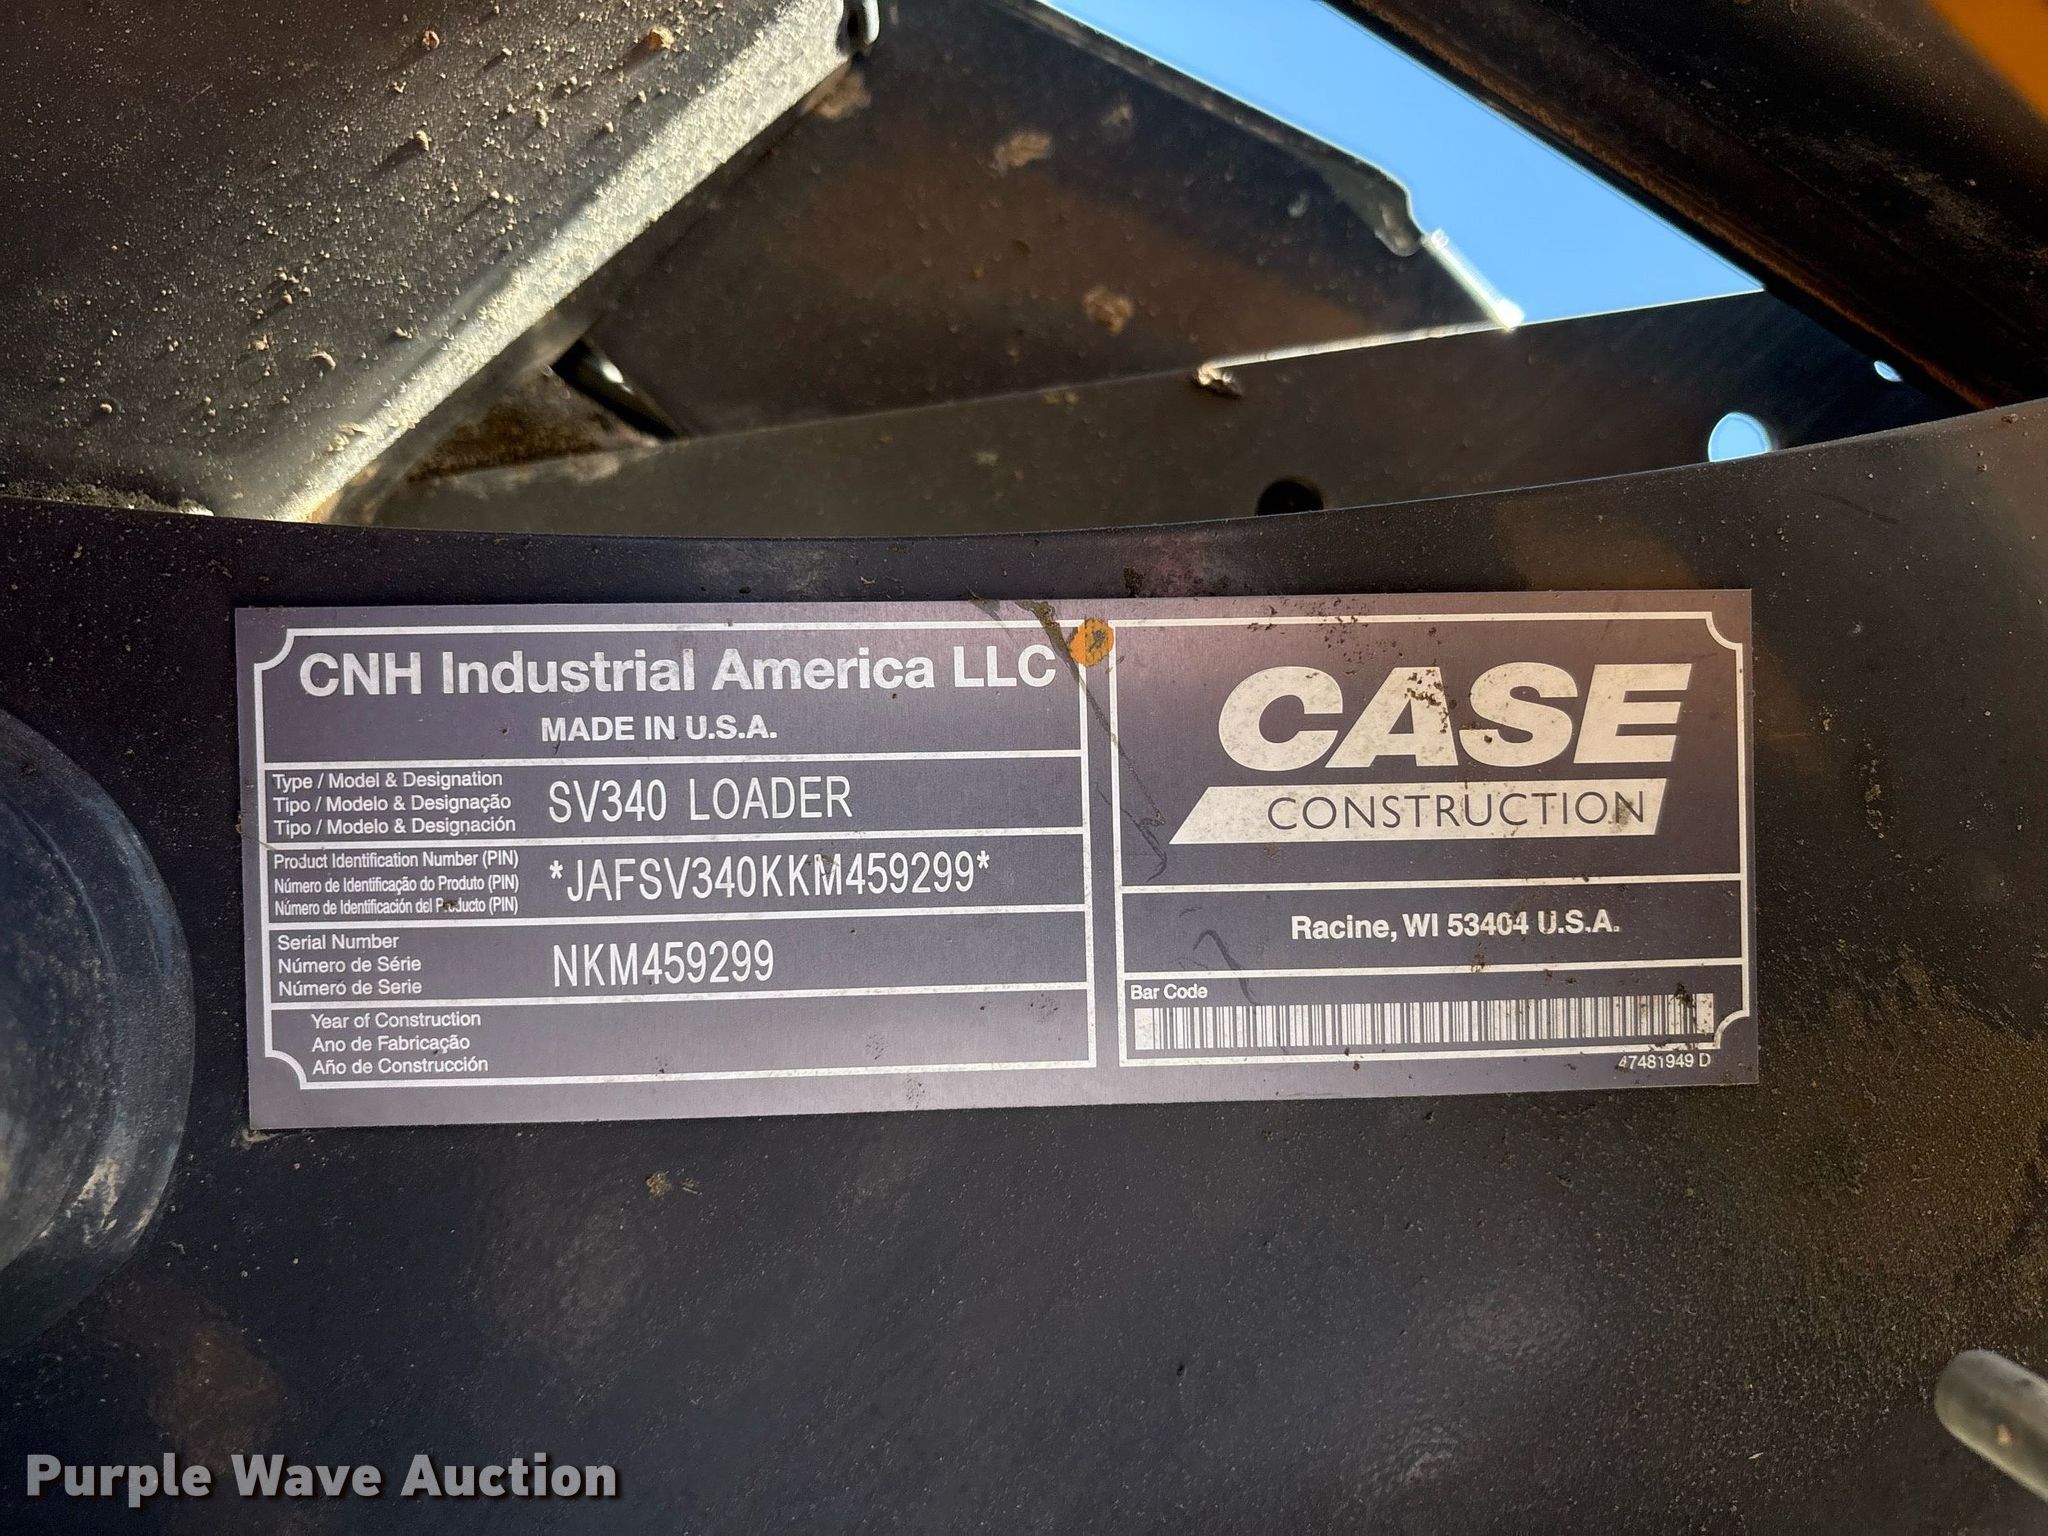 CNH Industrial America LLC
MADE IN U.S.A.
Type / Model & Designation
Tipo / Modelo & Designação
Tipo / Modelo & Designación
SV340 LOADER
Product Identification Number (PIN)
Número de Identificação do Produto (PIN)
Número de Identificación del Producto (PIN)
*JAFSV340KKM459299*
Serial Number
Número de Série
Número de Serie
NKM459299
Year of Construction
Ano de Fabricação
Año de Construcción
CASE
CONSTRUCTION
Racine, WI 53404 U.S.A.
Bar Code
47481949 D
Purple Wave Auction